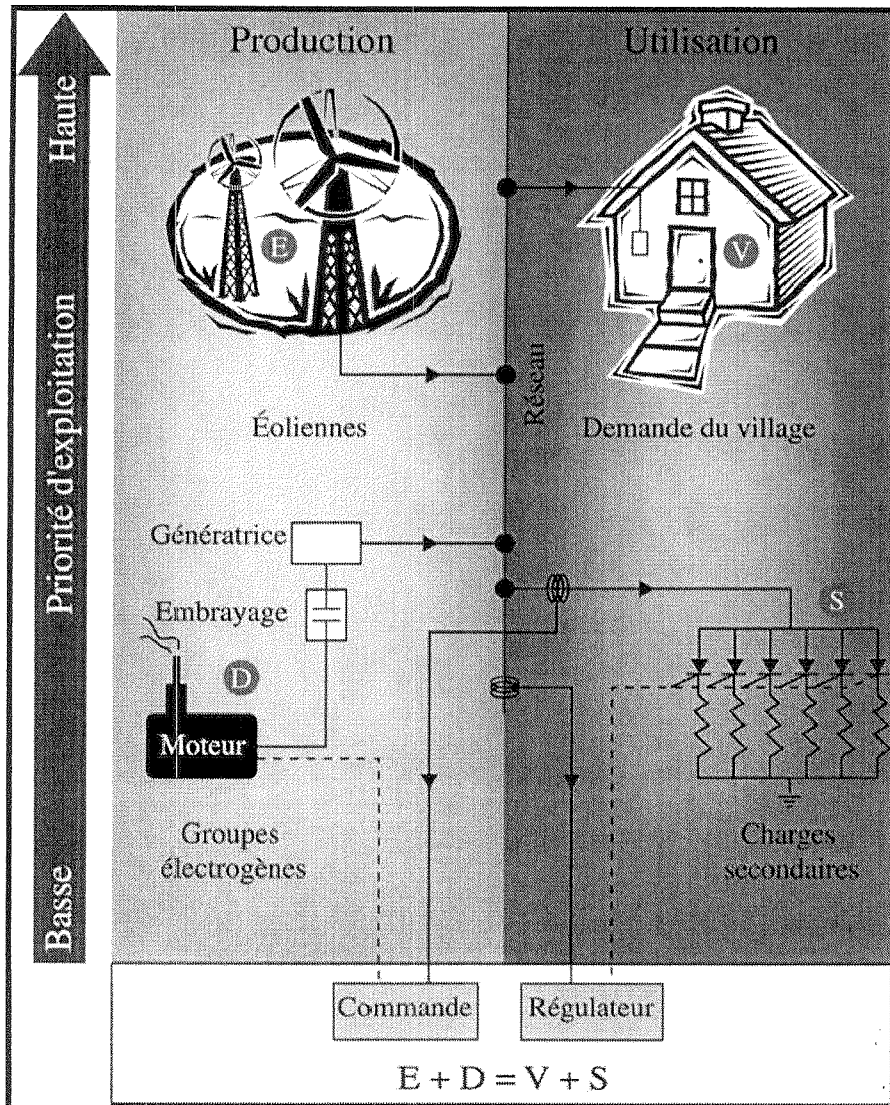 Production
Utilisation
Haute
Priorité d'exploitation
Basse
E
V
Réseau
Éoliennes
Demande du village
Génératrice
Embrayage
S
D
Moteur
Groupes
électrogènes
Charges
secondaires
Commande
Régulateur
E + D = V + S